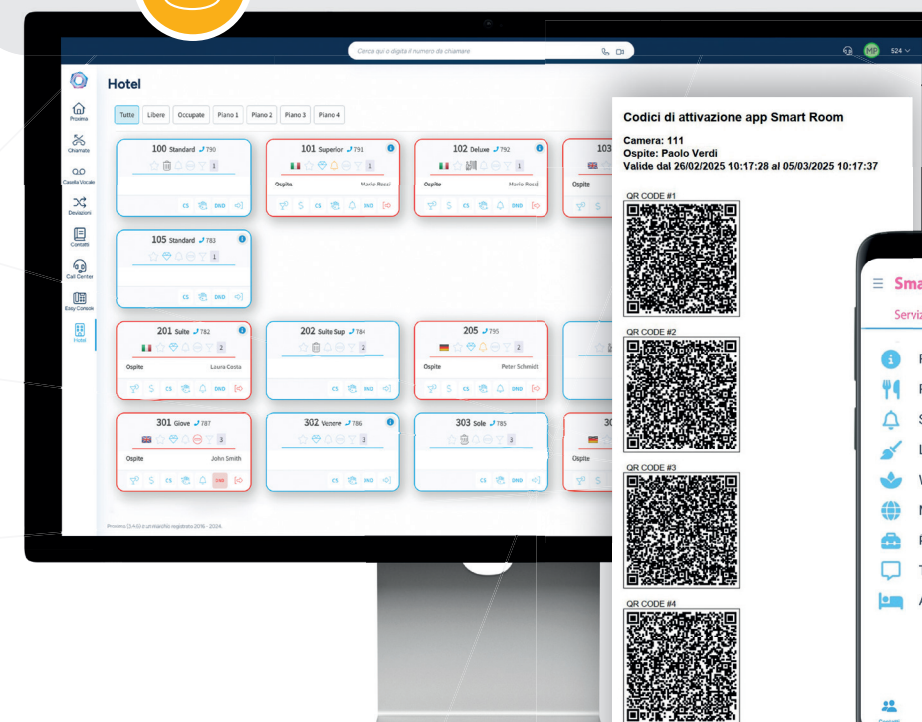 Cerca qui o digita il numero da chiamare
MP
524
Hotel
Tutte
Libere
Occupate
Piano 1
Piano 2
Piano 3
Piano 4
Proxima
Chiamate
Casella Vocale
Deviazioni
Contatti
Call Center
Easy Console
Hotel
100 Standard 790
1
CS
DND
101 Superior 791
1
Ospite
Mario Rossi
$
CS
DND
102 Deluxe 792
1
Ospite
Mario Rossi
$
CS
DND
103
Ospite
$
105 Standard 783
1
CS
DND
201 Suite 782
2
Ospite
Laura Costa
$
CS
DND
202 Suite Sup 784
2
CS
DND
205 795
2
Ospite
Peter Schmidt
$
CS
DND
301 Giove 787
3
Ospite
John Smith
$
CS
DND
302 Venere 786
3
CS
DND
303 Sole 785
3
CS
DND
Ospite
$
Codici di attivazione app Smart Room
Camera: 111
Ospite: Paolo Verdi
Valide dal 26/02/2025 10:17:28 al 05/03/2025 10:17:37
QR CODE #1
QR CODE #2
QR CODE #3
QR CODE #4